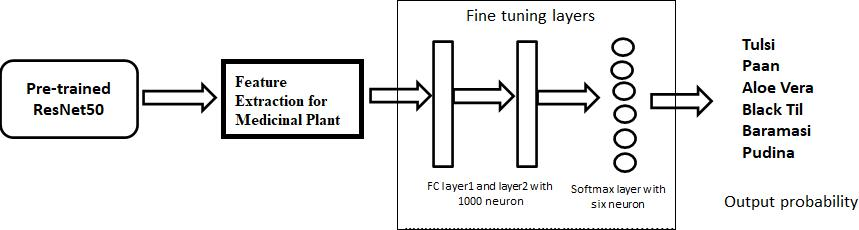 Fine tuning layers
Pre-trained
ResNet50
Feature
Extraction for
Medicinal Plant
FC layer1 and layer2 with
1000 neuron
Softmax layer with
six neuron
Tulsi
Paan
Aloe Vera
Black Til
Baramasi
Pudina
Output probability